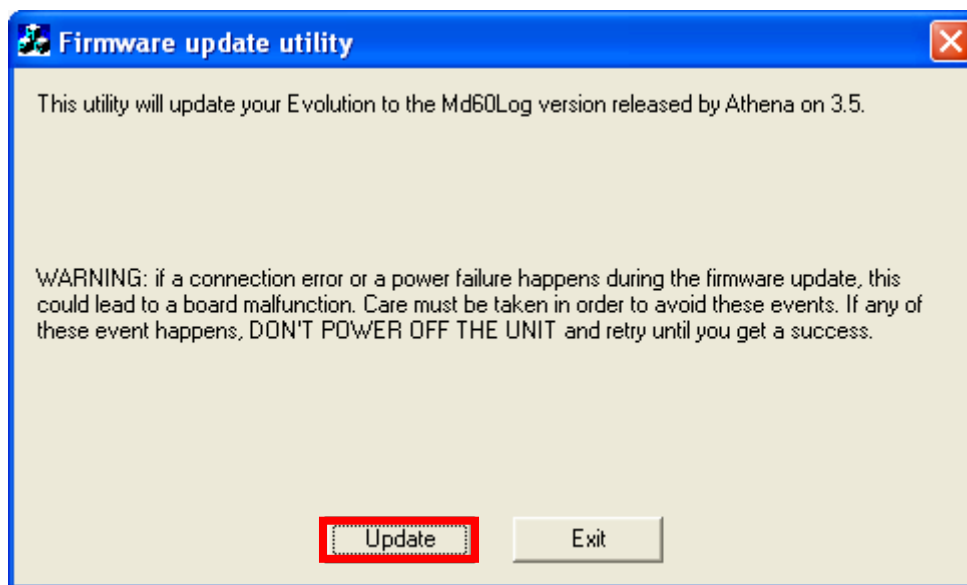 Firmware update utility
This utility will update your Evolution to the Md60Log version released by Athena on 3.5.
WARNING: if a connection error or a power failure happens during the firmware update, this
could lead to a board malfunction. Care must be taken in order to avoid these events. If any of
these event happens, DON'T POWER OFF THE UNIT and retry until you get a success.
Update
Exit